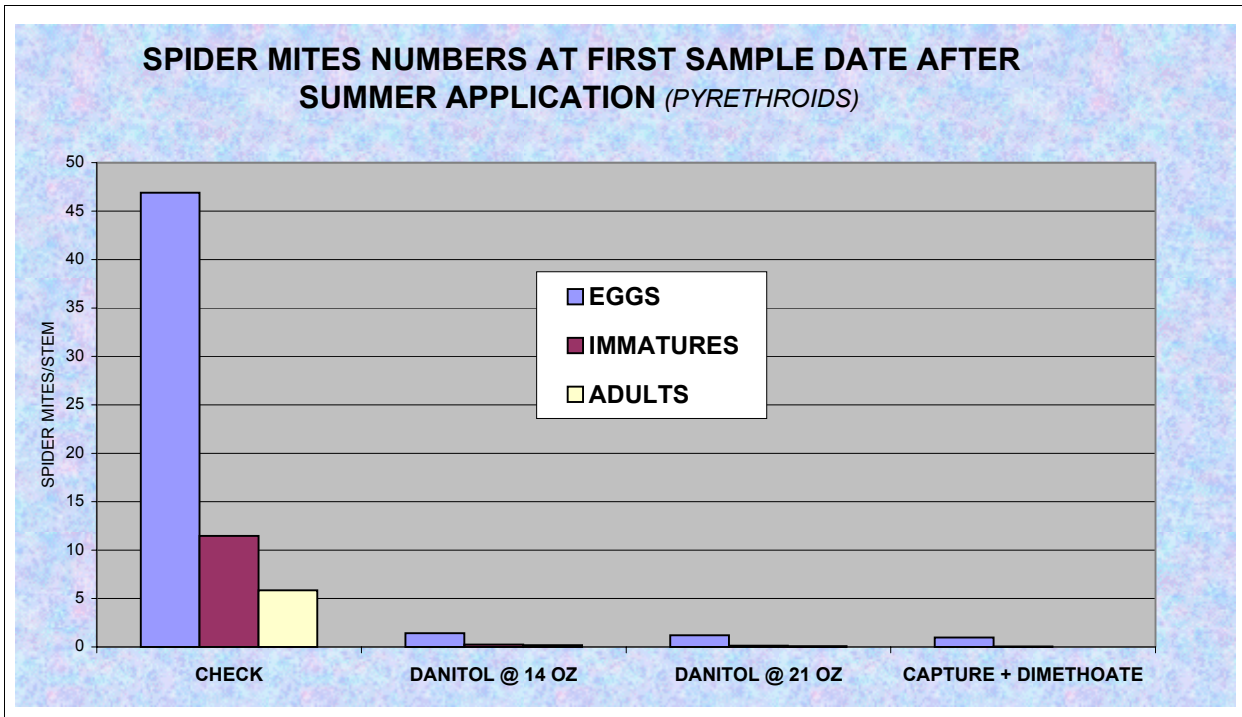 SPIDER MITES NUMBERS AT FIRST SAMPLE DATE AFTER
SUMMER APPLICATION (PYRETHROIDS)
50
45
40
35
30
25
20
15
10
5
0
SPIDER MITES/STEM
EGGS
IMMATURES
ADULTS
CHECK
DANITOL @ 14 OZ
DANITOL @ 21 OZ
CAPTURE + DIMETHOATE